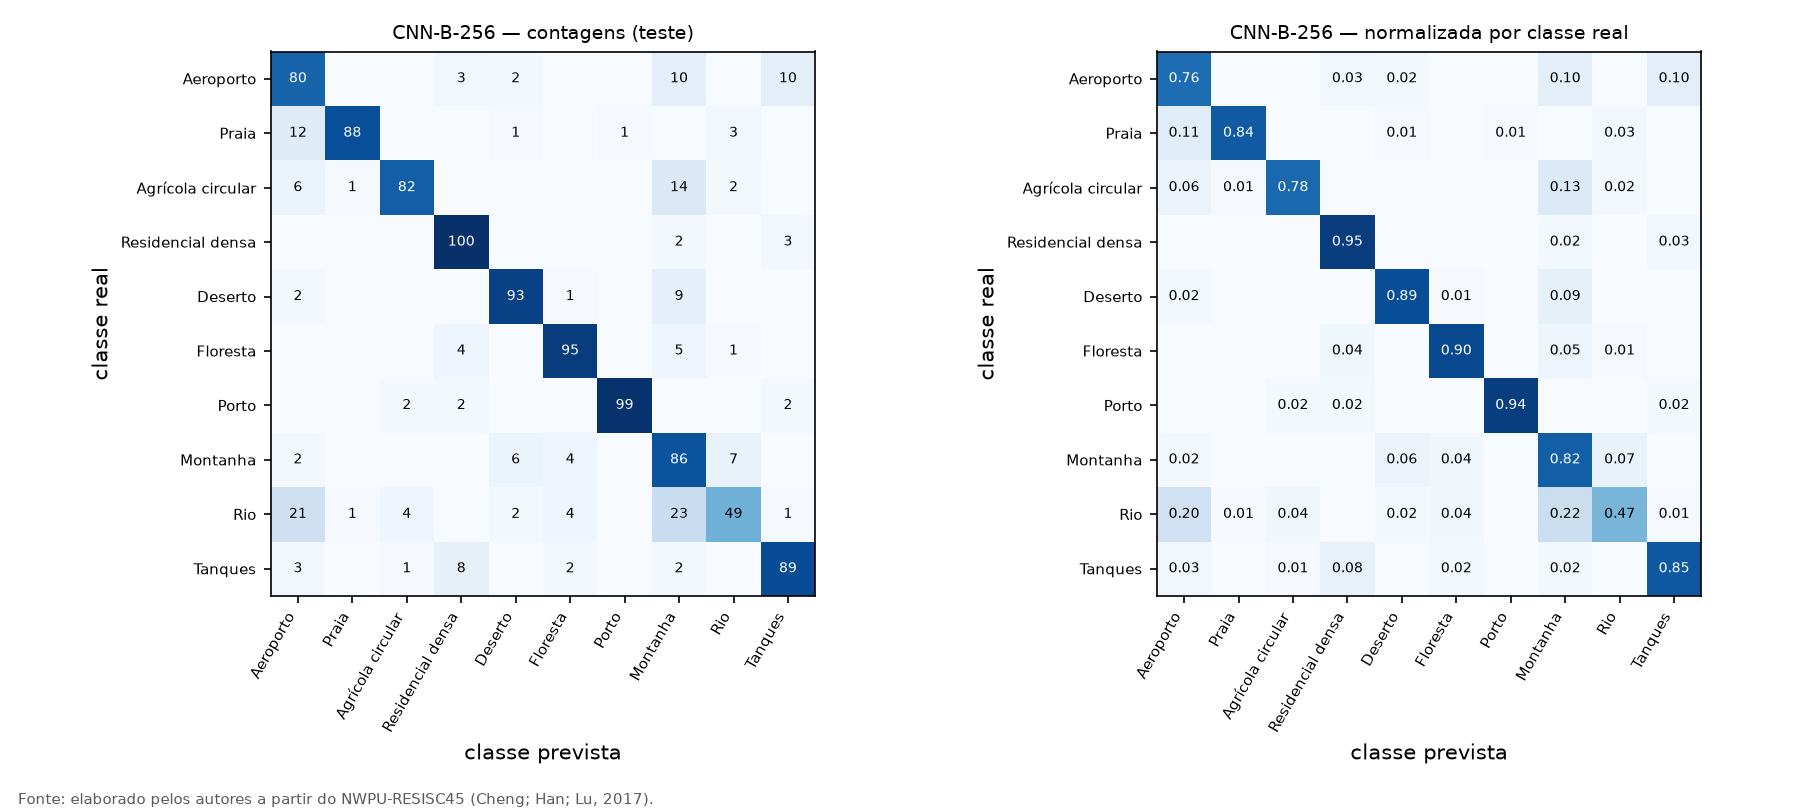 CNN-B-256 — contagens (teste)
Aeroporto 80 3 2 10 10
Praia 12 88 1 1 3
Agrícola circular 6 1 82 14 2
Residencial densa 100 2 3
Deserto 2 93 1 9
Floresta 4 95 5 1
Porto 2 2 99 2
Montanha 2 6 4 86 7
Rio 21 1 4 2 4 23 49 1
Tanques 3 1 8 2 2 89
classe real
Aeroporto Praia Agrícola circular Residencial densa Deserto Floresta Porto Montanha Rio Tanques
classe prevista
CNN-B-256 — normalizada por classe real
Aeroporto 0.76 0.03 0.02 0.10 0.10
Praia 0.11 0.84 0.01 0.01 0.03
Agrícola circular 0.06 0.01 0.78 0.13 0.02
Residencial densa 0.95 0.02 0.03
Deserto 0.02 0.89 0.01 0.09
Floresta 0.04 0.90 0.05 0.01
Porto 0.02 0.02 0.94 0.02
Montanha 0.02 0.06 0.04 0.82 0.07
Rio 0.20 0.01 0.04 0.02 0.04 0.22 0.47 0.01
Tanques 0.03 0.01 0.08 0.02 0.02 0.85
classe real
Aeroporto Praia Agrícola circular Residencial densa Deserto Floresta Porto Montanha Rio Tanques
classe prevista
Fonte: elaborado pelos autores a partir do NWPU-RESISC45 (Cheng; Han; Lu, 2017).